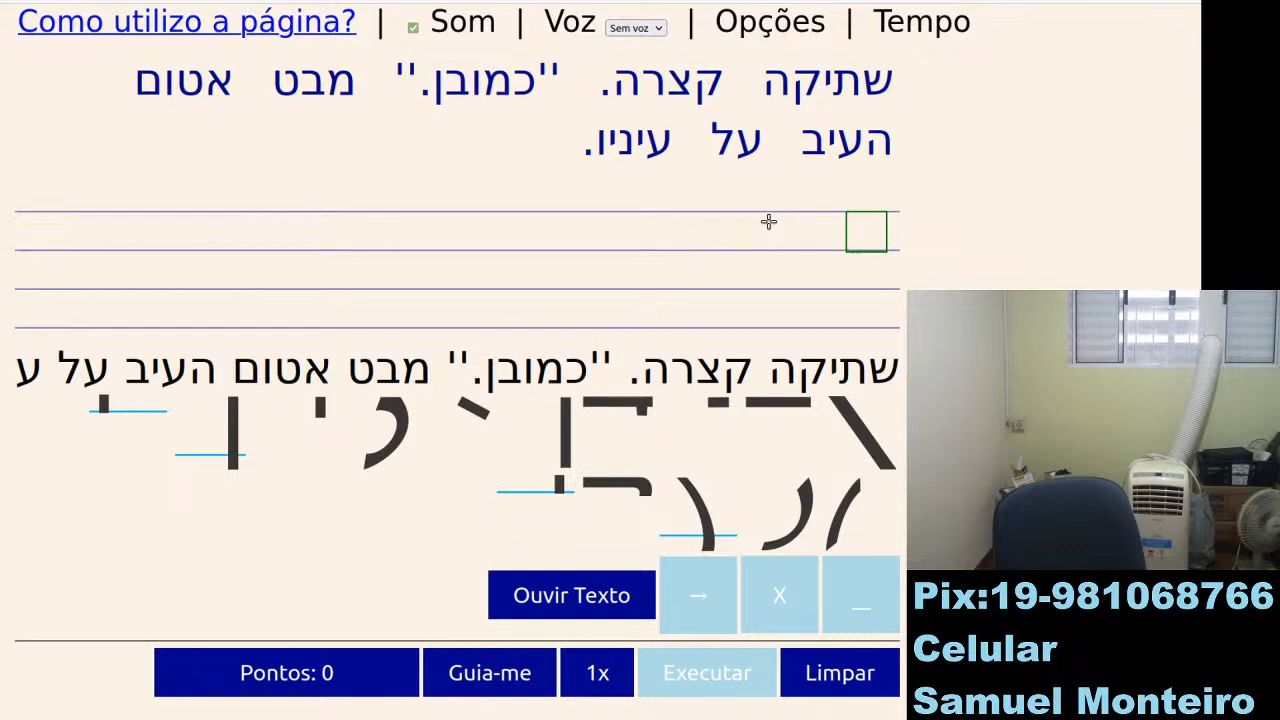 Como utilizo a página? | Som | Voz Sem voz | Opções | Tempo
שתיקה קצרה. ''כמובן.'' מבט אטום
העיב על עיניו.
שתיקה קצרה. ''כמובן.'' מבט אטום העיב על ע
Ouvir Texto → X _
Pontos: 0 Guia-me 1x Executar Limpar
Pix:19-981068766
Celular
Samuel Monteiro